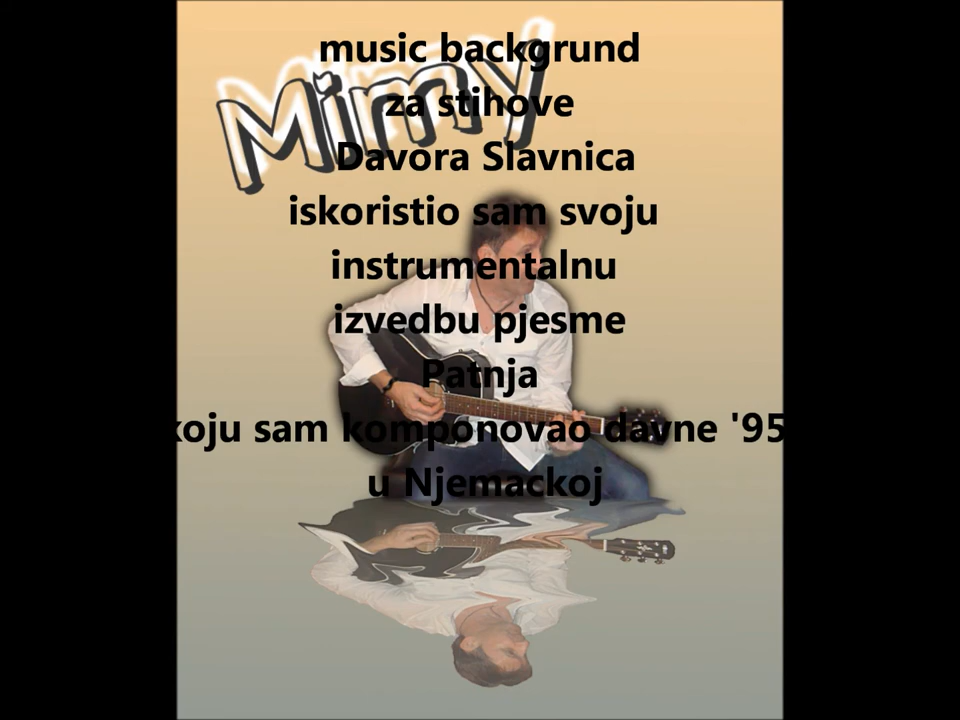 Mimy
music backgrund
za stihove
Davora Slavnica
iskoristio sam svoju
instrumentalnu
izvedbu pjesme
Patnja
koju sam komponovao davne '95
u Njemackoj